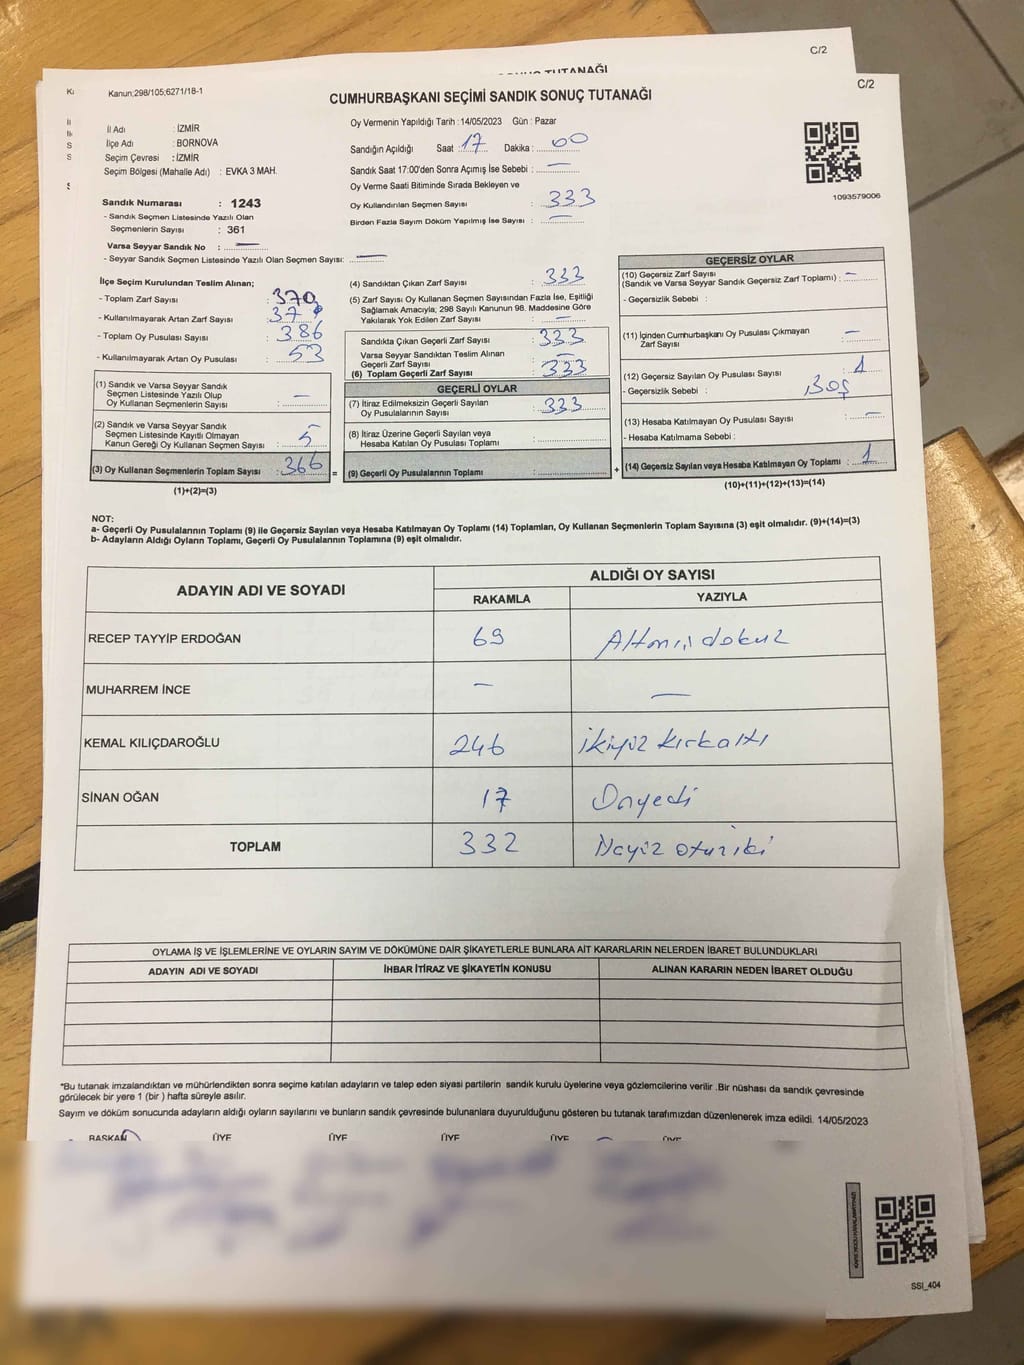 C/2
SONUÇ TUTANAĞI
C/2
Kanun;298/105;6271/18-1
CUMHURBAŞKANI SEÇİMİ SANDIK SONUÇ TUTANAĞI
İl Adı : İZMİR
İlçe Adı : BORNOVA
Seçim Çevresi : İZMİR
Seçim Bölgesi (Mahalle Adı) : EVKA 3 MAH.
Oy Vermenin Yapıldığı Tarih : 14/05/2023 Gün : Pazar
Sandığın Açıldığı Saat : 17 Dakika : 00
Sandık Saat 17:00'den Sonra Açımış İse Sebebi : —
Oy Verme Saati Bitiminde Sırada Bekleyen ve
Oy Kullandırılan Seçmen Sayısı : 333
Birden Fazla Sayım Döküm Yapılmış İse Sayısı : —
1093579006
Sandık Numarası : 1243
- Sandık Seçmen Listesinde Yazılı Olan
Seçmenlerin Sayısı : 361
Varsa Seyyar Sandık No : —
- Seyyar Sandık Seçmen Listesinde Yazılı Olan Seçmen Sayısı: —
İlçe Seçim Kurulundan Teslim Alınan;
- Toplam Zarf Sayısı : 370
- Kullanılmayarak Artan Zarf Sayısı :
- Toplam Oy Pusulası Sayısı : 386
- Kullanılmayarak Artan Oy Pusulası : 53
(1) Sandık ve Varsa Seyyar Sandık
Seçmen Listesinde Yazılı Olup
Oy Kullanan Seçmenlerin Sayısı : —
(2) Sandık ve Varsa Seyyar Sandık
Seçmen Listesinde Kayıtlı Olmayan
Kanun Gereği Oy Kullanan Seçmen Sayısı : 5
(3) Oy Kullanan Seçmenlerin Toplam Sayısı : 366 =
(1)+(2)=(3)
(4) Sandıktan Çıkan Zarf Sayısı : 333
(5) Zarf Sayısı Oy Kullanan Seçmen Sayısından Fazla İse, Eşitliği
Sağlamak Amacıyla; 298 Sayılı Kanunun 98. Maddesine Göre
Yakılarak Yok Edilen Zarf Sayısı : —
Sandıkta Çıkan Geçerli Zarf Sayısı : 333
Varsa Seyyar Sandıktan Teslim Alınan
Geçerli Zarf Sayısı : —
(6) Toplam Geçerli Zarf Sayısı : 333
GEÇERLİ OYLAR
(7) İtiraz Edilmeksizin Geçerli Sayılan
Oy Pusulalarının Sayısı : 333
(8) İtiraz Üzerine Geçerli Sayılan veya
Hesaba Katılan Oy Pusulası Toplamı :
(9) Geçerli Oy Pusulalarının Toplamı : +
GEÇERSİZ OYLAR
(10) Geçersiz Zarf Sayısı
(Sandık ve Varsa Seyyar Sandık Geçersiz Zarf Toplamı) : —
- Geçersizlik Sebebi :
(11) İçinden Cumhurbaşkanı Oy Pusulası Çıkmayan
Zarf Sayısı : —
(12) Geçersiz Sayılan Oy Pusulası Sayısı : 1
- Geçersizlik Sebebi : Boş
(13) Hesaba Katılmayan Oy Pusulası Sayısı : —
- Hesaba Katılmama Sebebi :
(14) Geçersiz Sayılan veya Hesaba Katılmayan Oy Toplamı : 1
(10)+(11)+(12)+(13)=(14)
NOT:
a- Geçerli Oy Pusulalarının Toplamı (9) ile Geçersiz Sayılan veya Hesaba Katılmayan Oy Toplamı (14) Toplamları, Oy Kullanan Seçmenlerin Toplam Sayısına (3) eşit olmalıdır. (9)+(14)=(3)
b- Adayların Aldığı Oyların Toplamı, Geçerli Oy Pusulalarının Toplamına (9) eşit olmalıdır.
ADAYIN ADI VE SOYADI
ALDIĞI OY SAYISI
RAKAMLA YAZIYLA
RECEP TAYYİP ERDOĞAN 69 Altmışdokuz
MUHARREM İNCE — —
KEMAL KILIÇDAROĞLU 246 ikiyüz kırkaltı
SİNAN OĞAN 17 Onyedi
TOPLAM 332 Üçyüz otuziki
OYLAMA İŞ VE İŞLEMLERİNE VE OYLARIN SAYIM VE DÖKÜMÜNE DAİR ŞİKAYETLERLE BUNLARA AİT KARARLARIN NELERDEN İBARET BULUNDUKLARI
ADAYIN ADI VE SOYADI İHBAR İTİRAZ VE ŞİKAYETİN KONUSU ALINAN KARARIN NEDEN İBARET OLDUĞU
*Bu tutanak imzalandıktan ve mühürlendikten sonra seçime katılan adayların ve talep eden siyasi partilerin sandık kurulu üyelerine veya gözlemcilerine verilir .Bir nüshası da sandık çevresinde
görülecek bir yere 1 (bir ) hafta süreyle asılır.
Sayım ve döküm sonucunda adayların aldığı oyların sayılarını ve bunların sandık çevresinde bulunanlara duyurulduğunu gösteren bu tutanak tarafımızdan düzenlenerek imza edildi. 14/05/2023
BAŞKAN ÜYE ÜYE ÜYE ÜYE ÜYE
SSI_404